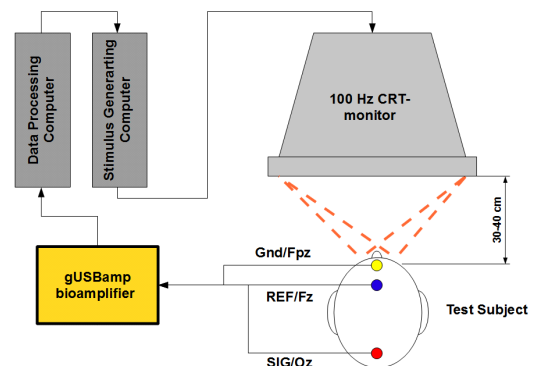 Data Processing
Computer
Stimulus Generarting
Computer
100 Hz CRT-
monitor
30-40 cm
Gnd/Fpz
gUSBamp
bioamplifier
REF/Fz
Test Subject
SIG/Oz